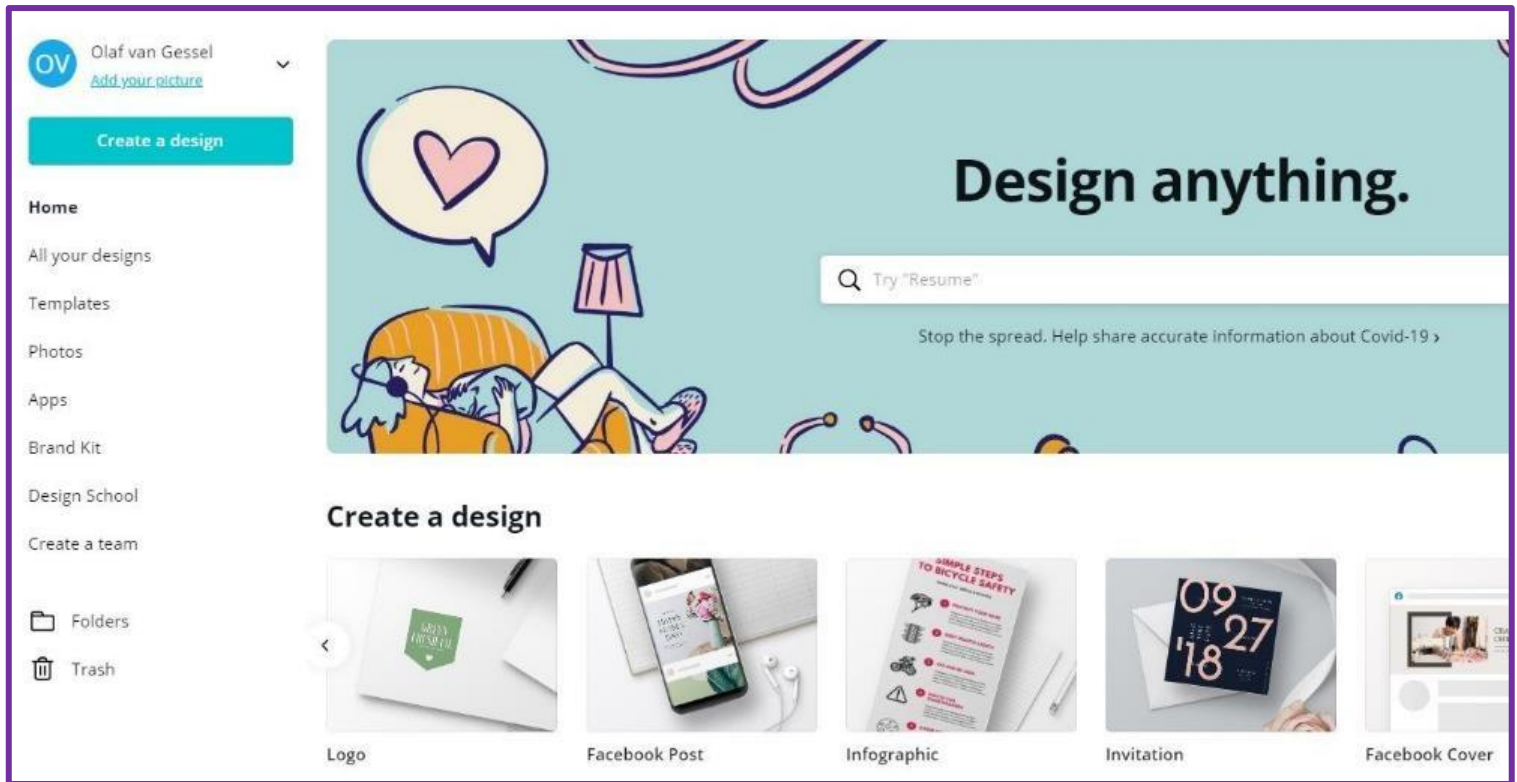 OV
Olaf van Gessel
Add your picture
Create a design
Home
All your designs
Templates
Photos
Apps
Brand Kit
Design School
Create a team
Folders
Trash
Design anything.
Try "Resume"
Stop the spread. Help share accurate information about Covid-19 ›
Create a design
SIMPLE STEPS
TO BICYCLE SAFETY
09
27
'18
Logo
Facebook Post
Infographic
Invitation
Facebook Cover